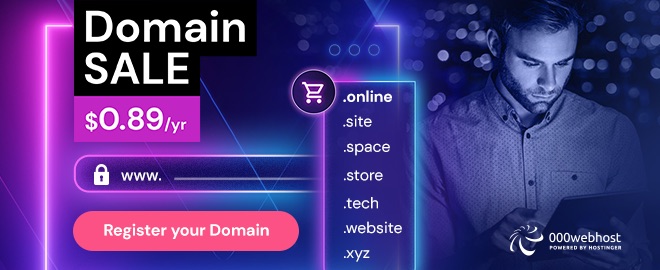 Domain
SALE
$0.89/yr
www.
Register your Domain
.online
.site
.space
.store
.tech
.website
.xyz
000webhost
POWERED BY HOSTINGER